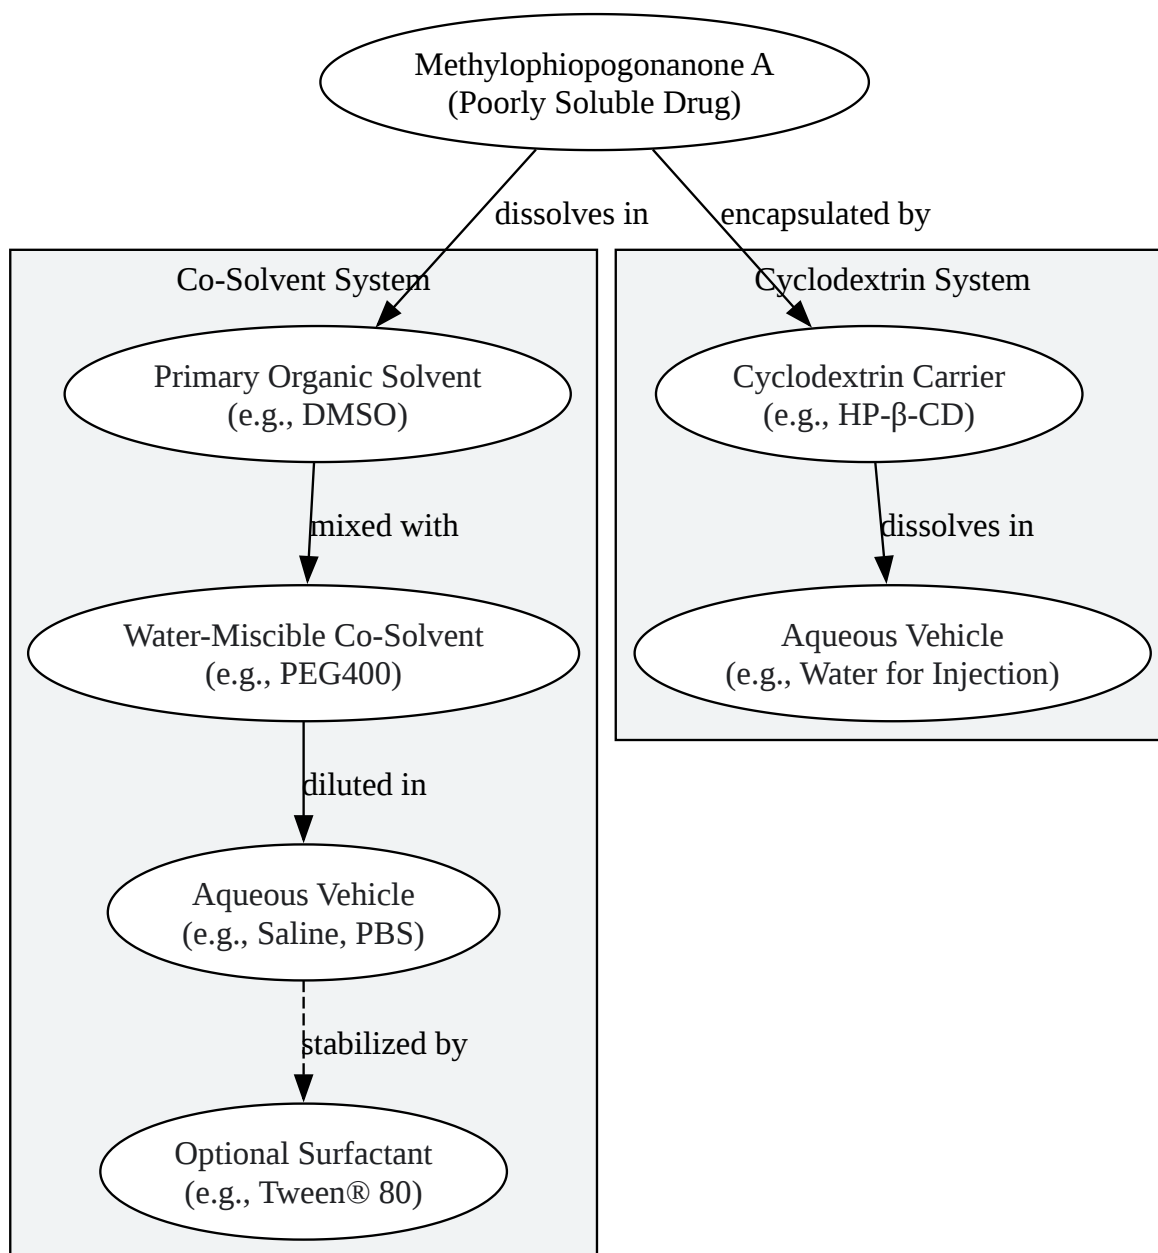 Methylophiopogonanone A
(Poorly Soluble Drug)
dissolves in
encapsulated by
Co-Solvent System
Cyclodextrin System
Primary Organic Solvent
(e.g., DMSO)
Cyclodextrin Carrier
(e.g., HP-β-CD)
mixed with
dissolves in
Water-Miscible Co-Solvent
(e.g., PEG400)
Aqueous Vehicle
(e.g., Water for Injection)
diluted in
Aqueous Vehicle
(e.g., Saline, PBS)
stabilized by
Optional Surfactant
(e.g., Tween® 80)